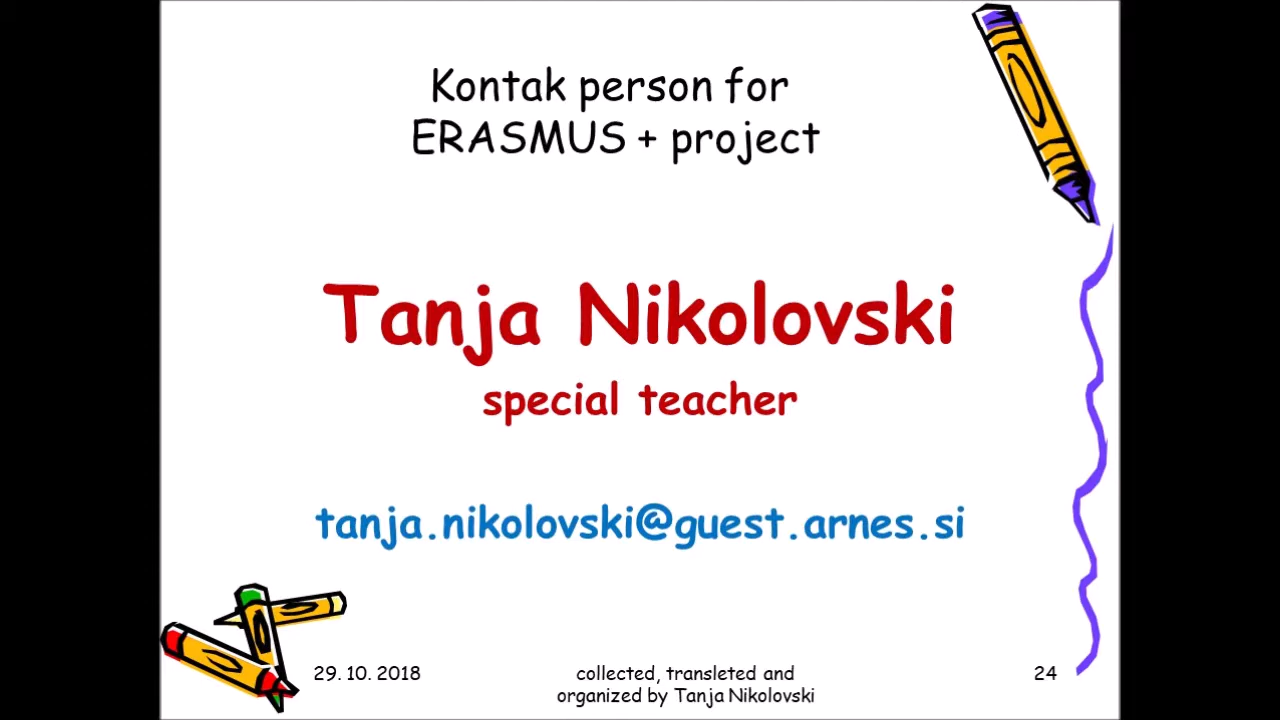 Kontak person for
ERASMUS + project
Tanja Nikolovski
special teacher
tanja.nikolovski@guest.arnes.si
29. 10. 2018
collected, transleted and
organized by Tanja Nikolovski
24